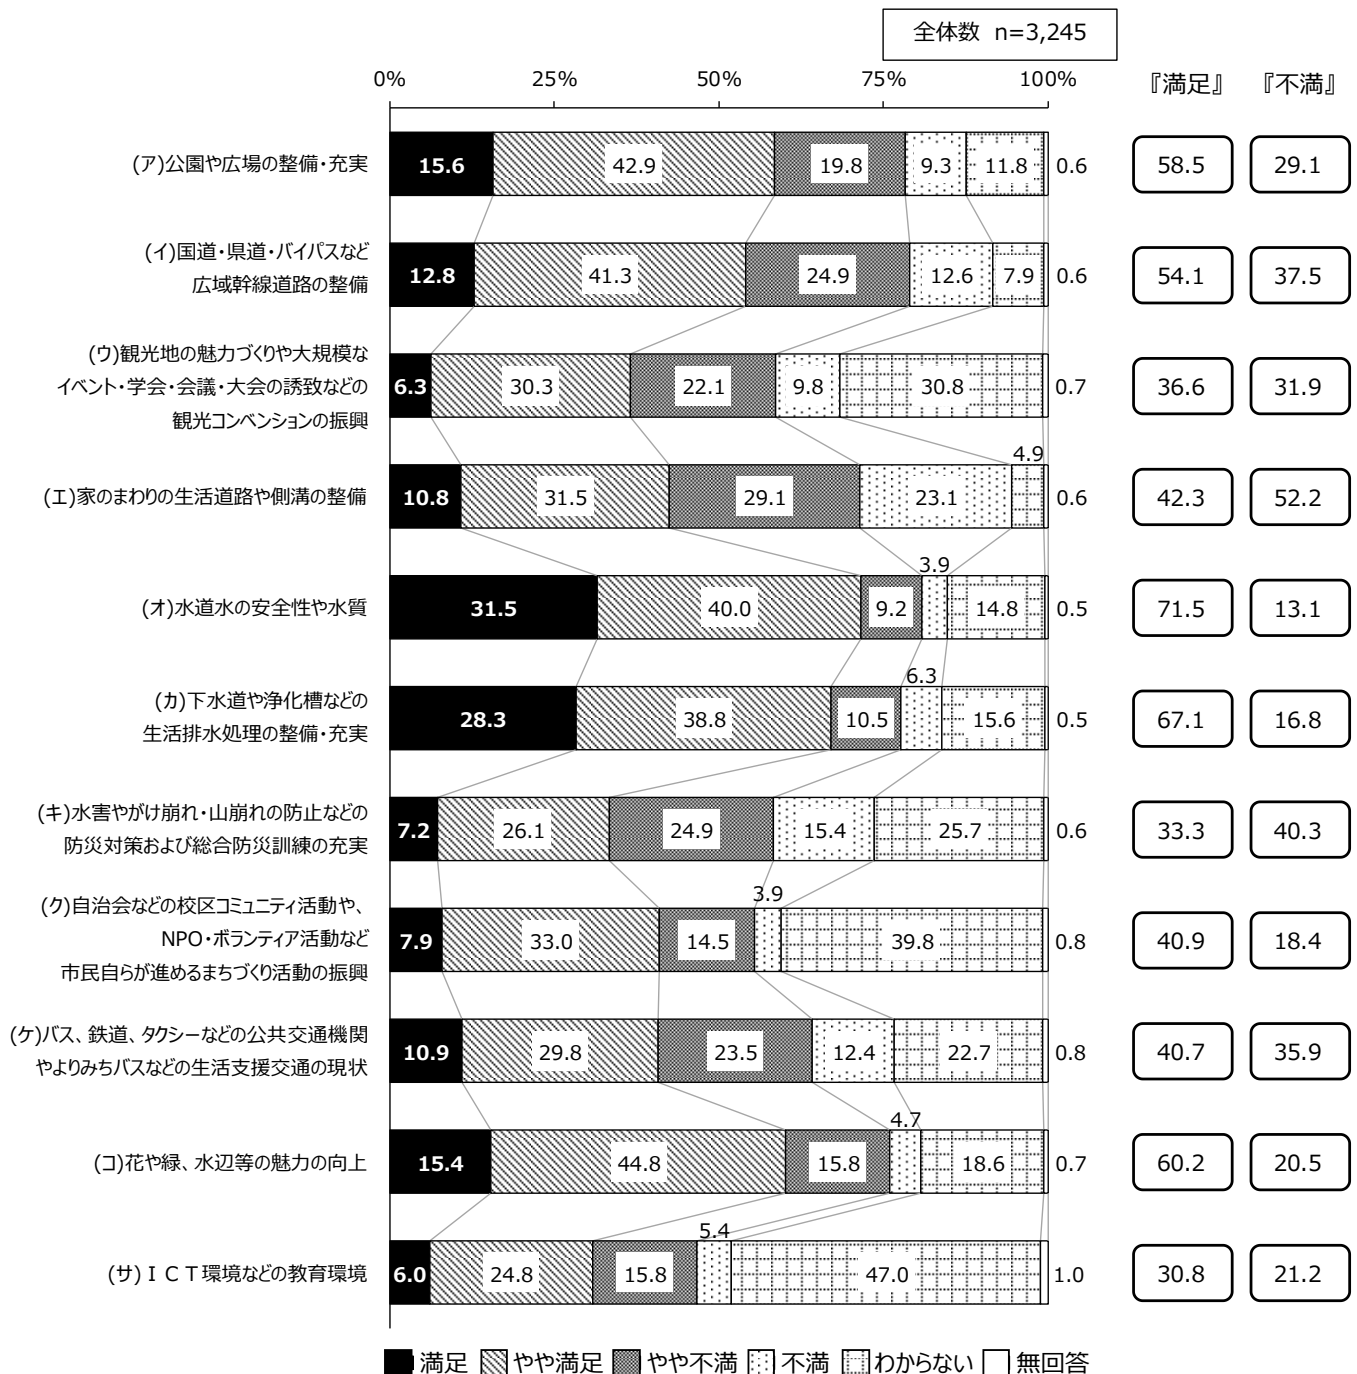 全体数 n=3,245
0% 25% 50% 75% 100% 『満足』 『不満』
(ア)公園や広場の整備・充実 15.6 42.9 19.8 9.3 11.8 0.6 58.5 29.1
(イ)国道・県道・バイパスなど
広域幹線道路の整備
12.8 41.3 24.9 12.6 7.9 0.6 54.1 37.5
(ウ)観光地の魅力づくりや大規模な
イベント・学会・会議・大会の誘致などの
観光コンベンションの振興
6.3 30.3 22.1 9.8 30.8 0.7 36.6 31.9
(エ)家のまわりの生活道路や側溝の整備 10.8 31.5 29.1 23.1 4.9 0.6 42.3 52.2
(オ)水道水の安全性や水質 31.5 40.0 9.2 3.9 14.8 0.5 71.5 13.1
(カ)下水道や浄化槽などの
生活排水処理の整備・充実
28.3 38.8 10.5 6.3 15.6 0.5 67.1 16.8
(キ)水害やがけ崩れ・山崩れの防止などの
防災対策および総合防災訓練の充実
7.2 26.1 24.9 15.4 25.7 0.6 33.3 40.3
(ク)自治会などの校区コミュニティ活動や、
NPO・ボランティア活動など
市民自らが進めるまちづくり活動の振興
7.9 33.0 14.5 3.9 39.8 0.8 40.9 18.4
(ケ)バス、鉄道、タクシーなどの公共交通機関
やよりみちバスなどの生活支援交通の現状
10.9 29.8 23.5 12.4 22.7 0.8 40.7 35.9
(コ)花や緑、水辺等の魅力の向上 15.4 44.8 15.8 4.7 18.6 0.7 60.2 20.5
(サ)ＩＣＴ環境などの教育環境 6.0 24.8 15.8 5.4 47.0 1.0 30.8 21.2
満足 やや満足 やや不満 不満 わからない 無回答